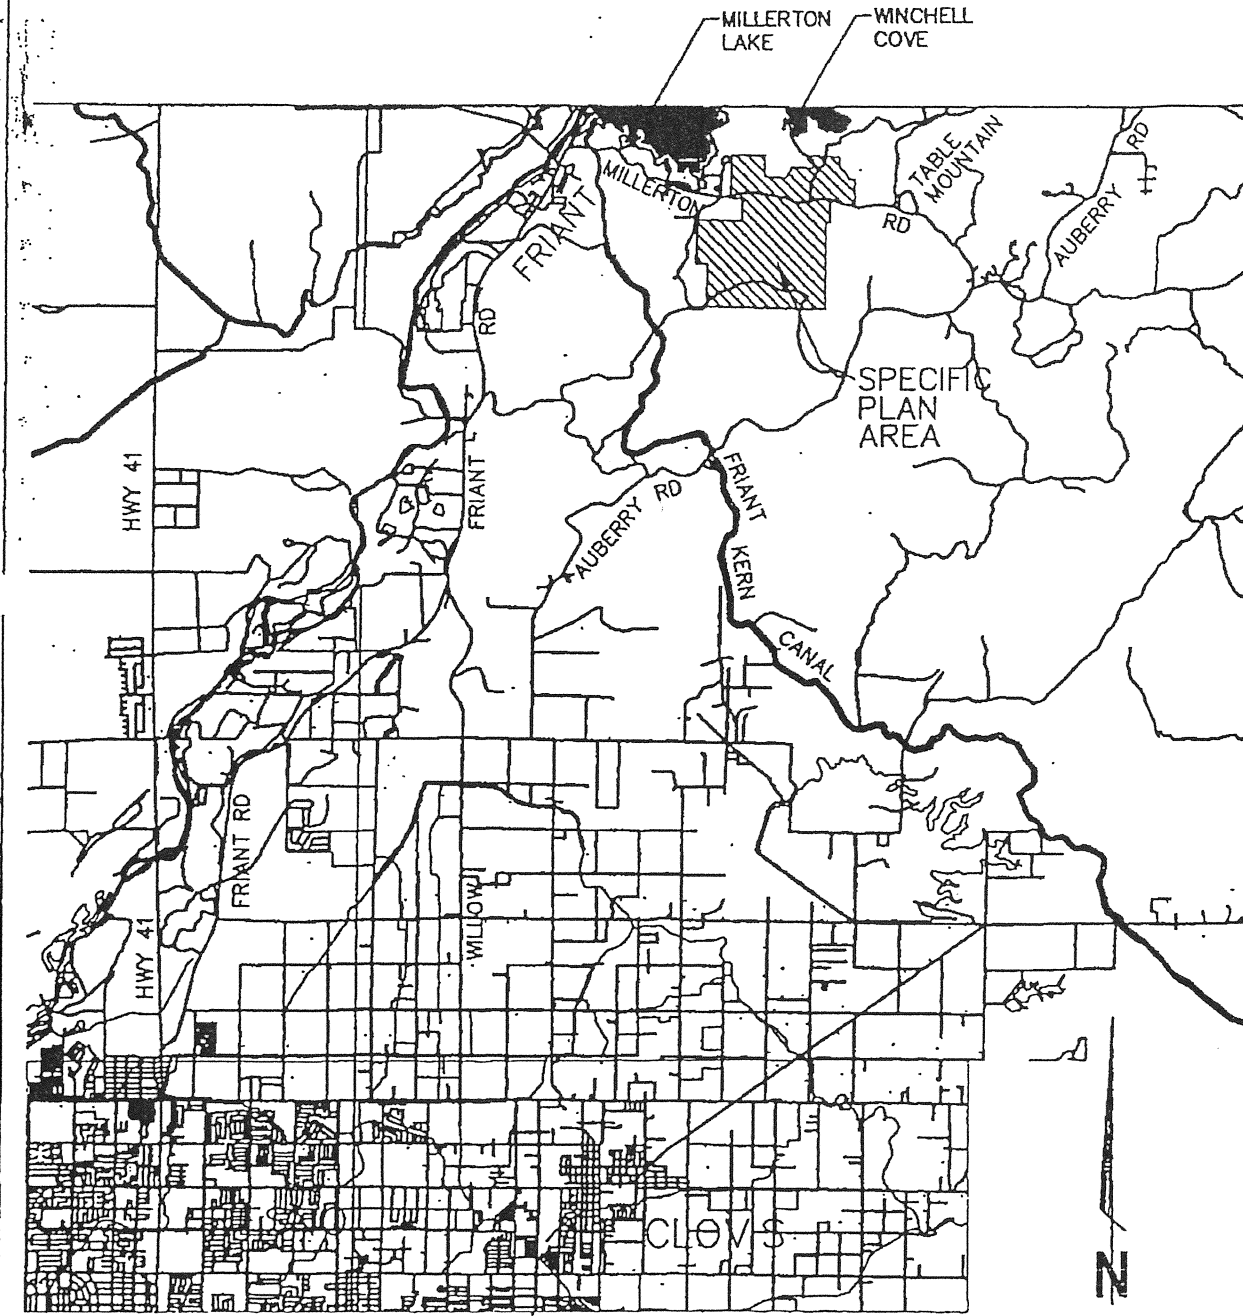 MILLERTON
LAKE
WINCHELL
COVE
TABLE
MOUNTAIN
RD
MILLERTON
RD
AUBERRY
FRIANT
RD
SPECIFIC
PLAN
AREA
HWY 41
FRIANT
FRIANT
KERN
CANAL
AUBERRY
RD
FRIANT RD
WILLOW
HWY 41
CLOVIS
N